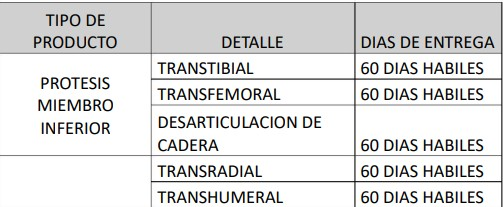 TIPO DE
PRODUCTO DETALLE DIAS DE ENTREGA
PROTESIS
MIEMBRO
INFERIOR
TRANSTIBIAL 60 DIAS HABILES
TRANSFEMORAL 60 DIAS HABILES
DESARTICULACION DE
CADERA 60 DIAS HABILES
TRANSRADIAL 60 DIAS HABILES
TRANSHUMERAL 60 DIAS HABILES